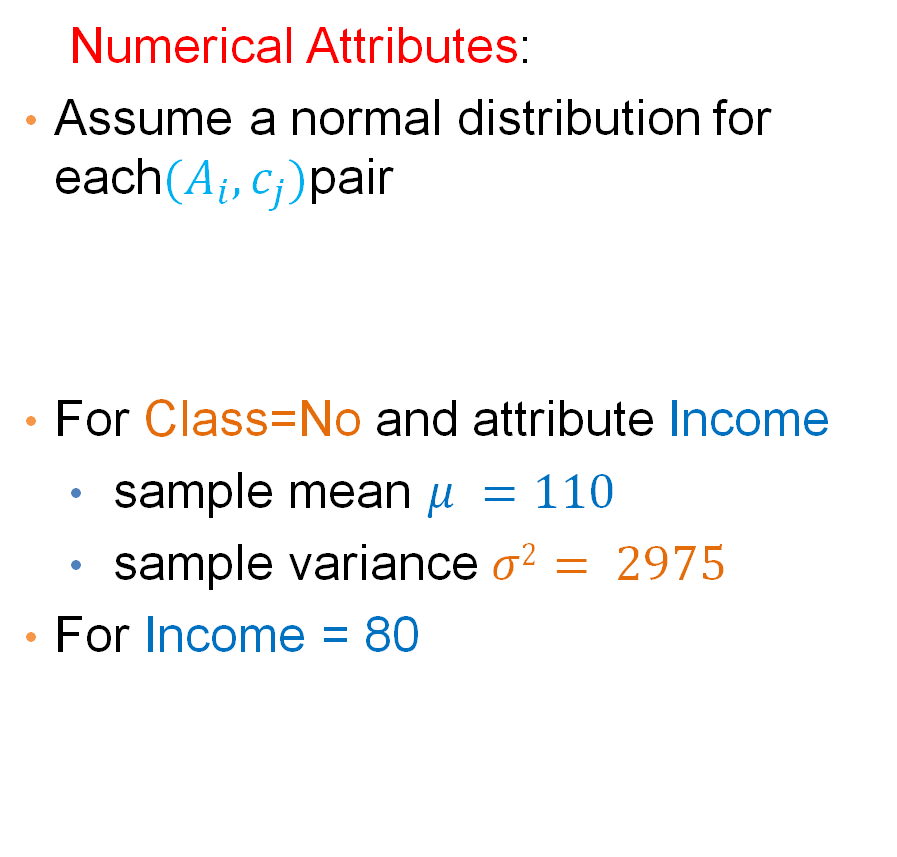 Numerical Attributes:
• Assume a normal distribution for
each(Aᵢ, cⱼ)pair
• For Class=No and attribute Income
• sample mean μ = 110
• sample variance σ² = 2975
• For Income = 80